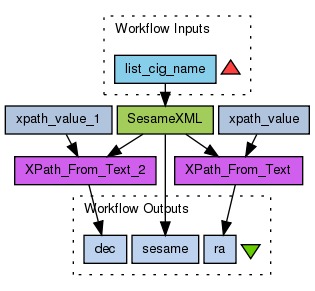 Workflow Inputs
list_cig_name
xpath_value_1 SesameXML xpath_value
XPath_From_Text_2 XPath_From_Text
Workflow Outputs
dec sesame ra